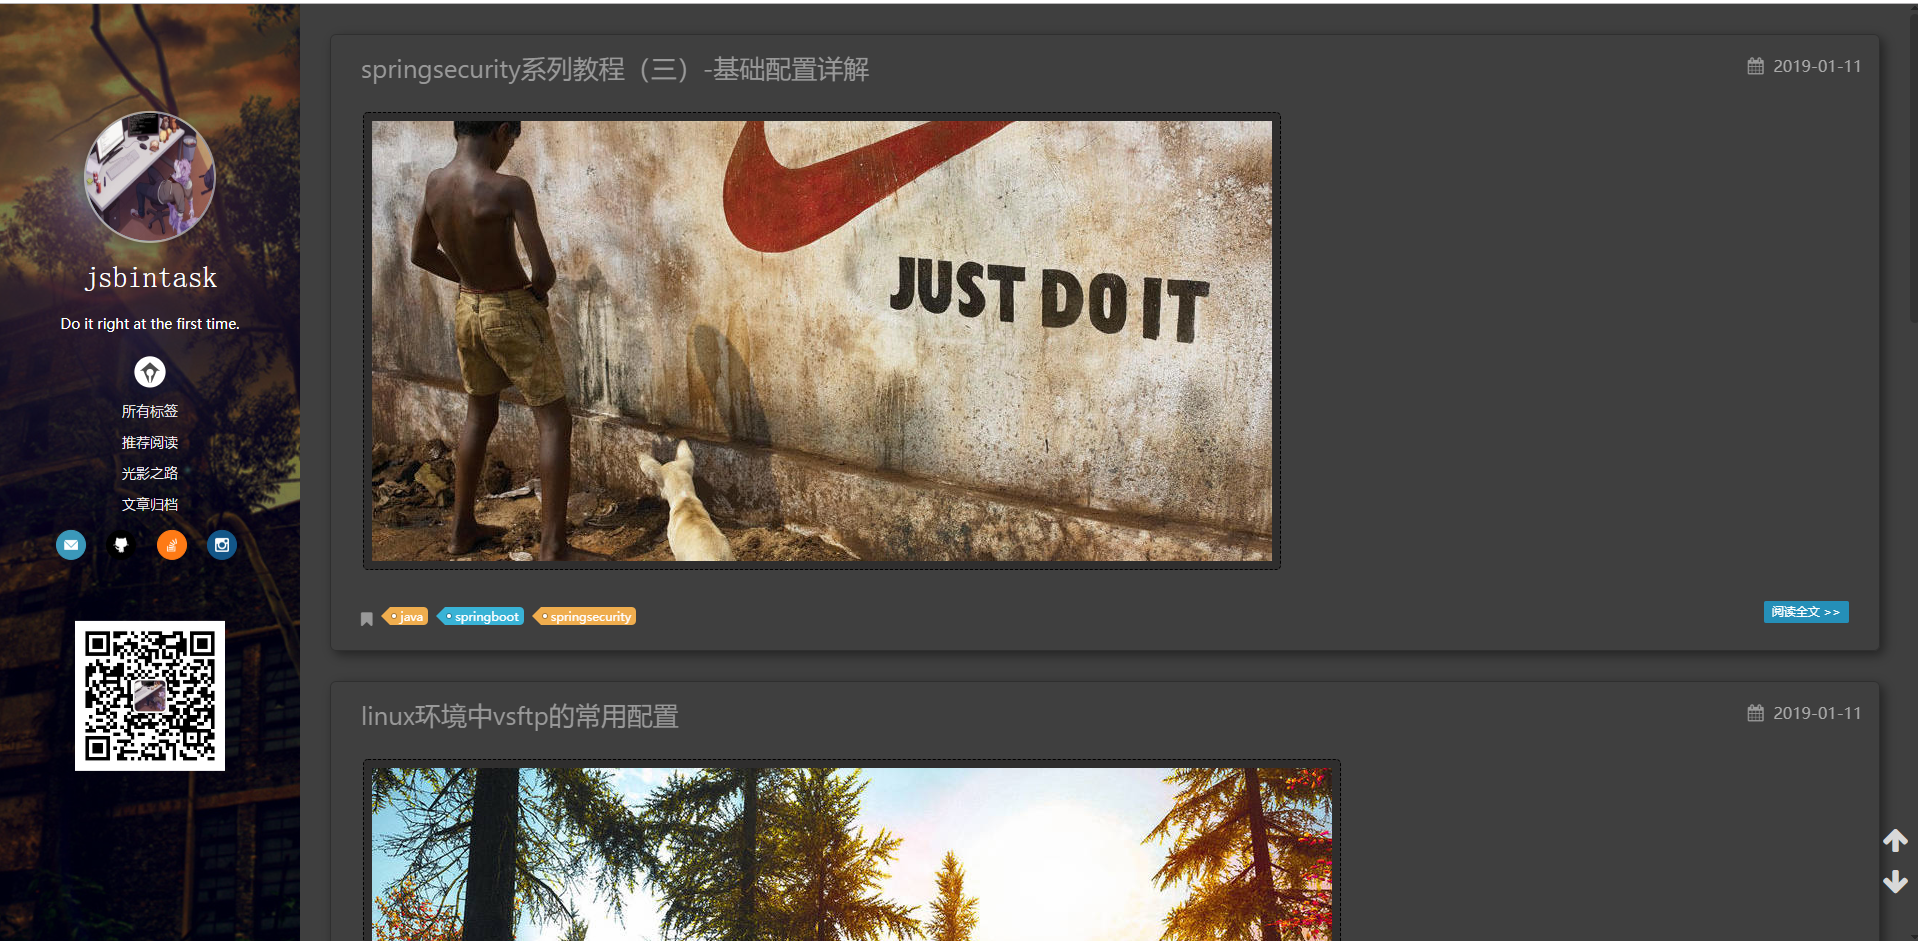 jsbintask
Do it right at the first time.
所有标签
推荐阅读
光影之路
文章归档
springsecurity系列教程（三）-基础配置详解
2019-01-11
JUST DO IT
java
springboot
springsecurity
阅读全文 >>
linux环境中vsftp的常用配置
2019-01-11